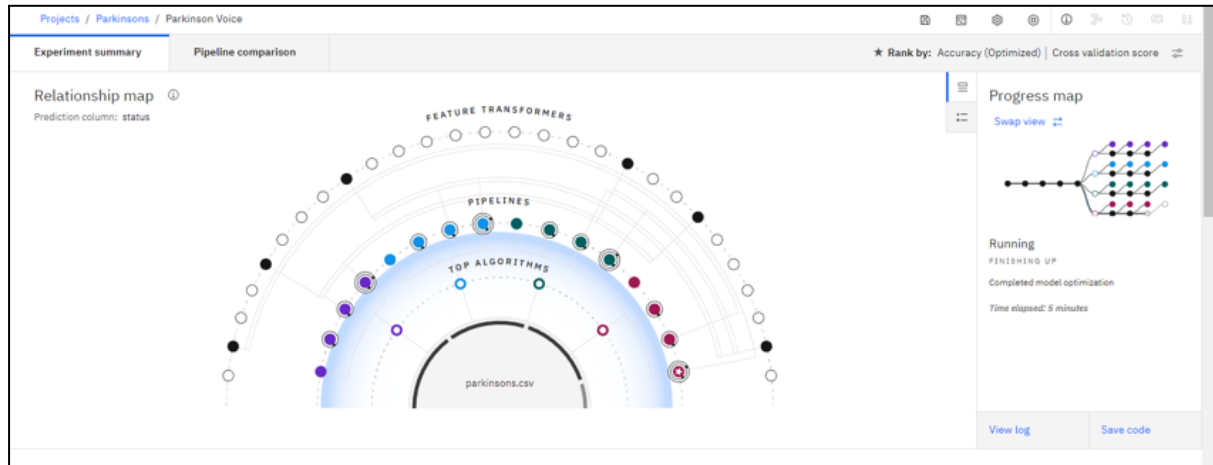 Projects / Parkinsons / Parkinson Voice
Experiment summary
Pipeline comparison
★ Rank by: Accuracy (Optimized) | Cross validation score
Relationship map
Prediction column: status
FEATURE TRANSFORMERS
PIPELINES
TOP ALGORITHMS
parkinsons.csv
Progress map
Swap view
Running
FINISHING UP
Completed model optimization
Time elapsed: 5 minutes
View log
Save code